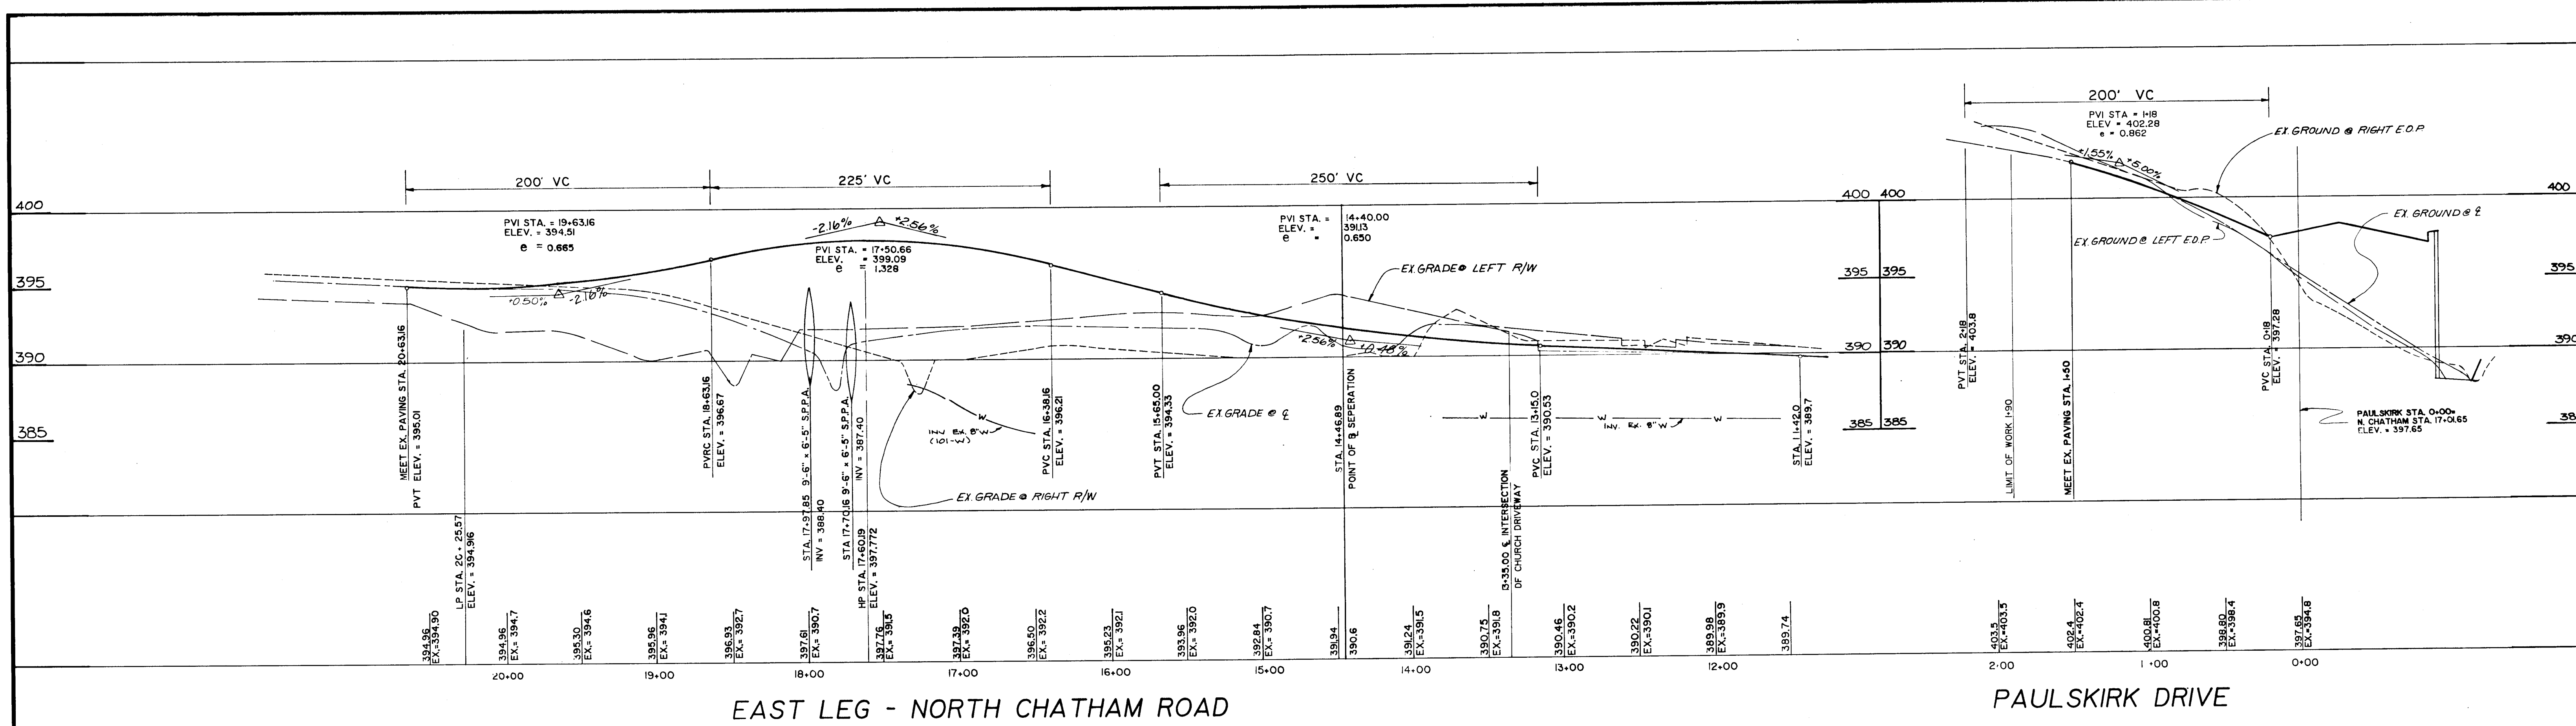 200' VC
225' VC
250' VC
200' VC
PVI STA. = 19+63.16
ELEV. = 394.51
e = 0.665
-2.16% +2.56%
PVI STA. = 17+50.66
ELEV. = 399.09
e = 1.328
PVI STA. = 14+40.00
ELEV. = 391.13
e = 0.650
PVI STA = 1+18
ELEV = 402.28
e = 0.862
+1.55% +5.00%
EX. GROUND @ RIGHT E.O.P.
EX. GROUND @ ℄
EX. GROUND @ LEFT E.O.P.
400
395
390
385
400 400
395 395
390 390
385 385
400
395
390
38
+0.50% -2.16%
EX. GRADE @ LEFT R/W
+2.56% +0.48%
EX. GRADE @ ℄
EX. GRADE @ RIGHT R/W
W
INV EX. 8"W
(101-W)
W W W
INV. EX. 8"W
MEET EX. PAVING STA. 20+63.16
PVT ELEV. = 395.01
LP STA. 20 + 25.57
ELEV. = 394.916
PVRC STA. 18+63.16
ELEV. = 396.67
STA. 17+97.85 9'-6" x 6'-5" S.P.P.A.
INV = 388.40
STA 17+70.16 9'-6" x 6'-5" S.P.P.A.
INV = 387.40
HP STA. 17+60.19
ELEV. = 397.772
PVC STA. 16+38.16
ELEV. = 396.21
PVT STA. 15+65.00
ELEV. = 394.33
STA. 14+46.89
POINT OF ℄ SEPERATION
13+35.00 ℄ INTERSECTION
OF CHURCH DRIVEWAY
PVC STA. 13+15.0
ELEV. = 390.53
STA. 11+42.0
ELEV. = 389.7
PVT STA. 2+18
ELEV. = 403.8
LIMIT OF WORK 1+90
MEET EX. PAVING STA. 1+50
PVC STA. 0+18
ELEV. = 397.28
PAULSKIRK STA. 0+00=
N. CHATHAM STA. 17+01.65
ELEV. = 397.65
394.96
EX.=394.90
394.96
EX.= 394.7
395.30
EX.= 394.6
395.96
EX.= 394.1
396.93
EX.= 392.7
397.61
EX.= 390.7
397.76
EX.= 391.5
397.39
EX.= 392.0
396.50
EX.= 392.2
395.23
EX.= 392.1
393.96
EX.= 392.0
392.84
EX.= 390.7
391.94
390.6
391.24
EX.=391.5
390.75
EX.=391.8
390.46
EX.=390.2
390.22
EX.=390.1
389.98
EX.=389.9
389.74
403.5
EX.=403.5
402.4
EX.=402.4
400.81
EX.=400.8
398.80
EX.=398.4
397.65
EX.=394.8
20+00 19+00 18+00 17+00 16+00 15+00 14+00 13+00 12+00 2+00 1+00 0+00
EAST LEG - NORTH CHATHAM ROAD
PAULSKIRK DRIVE